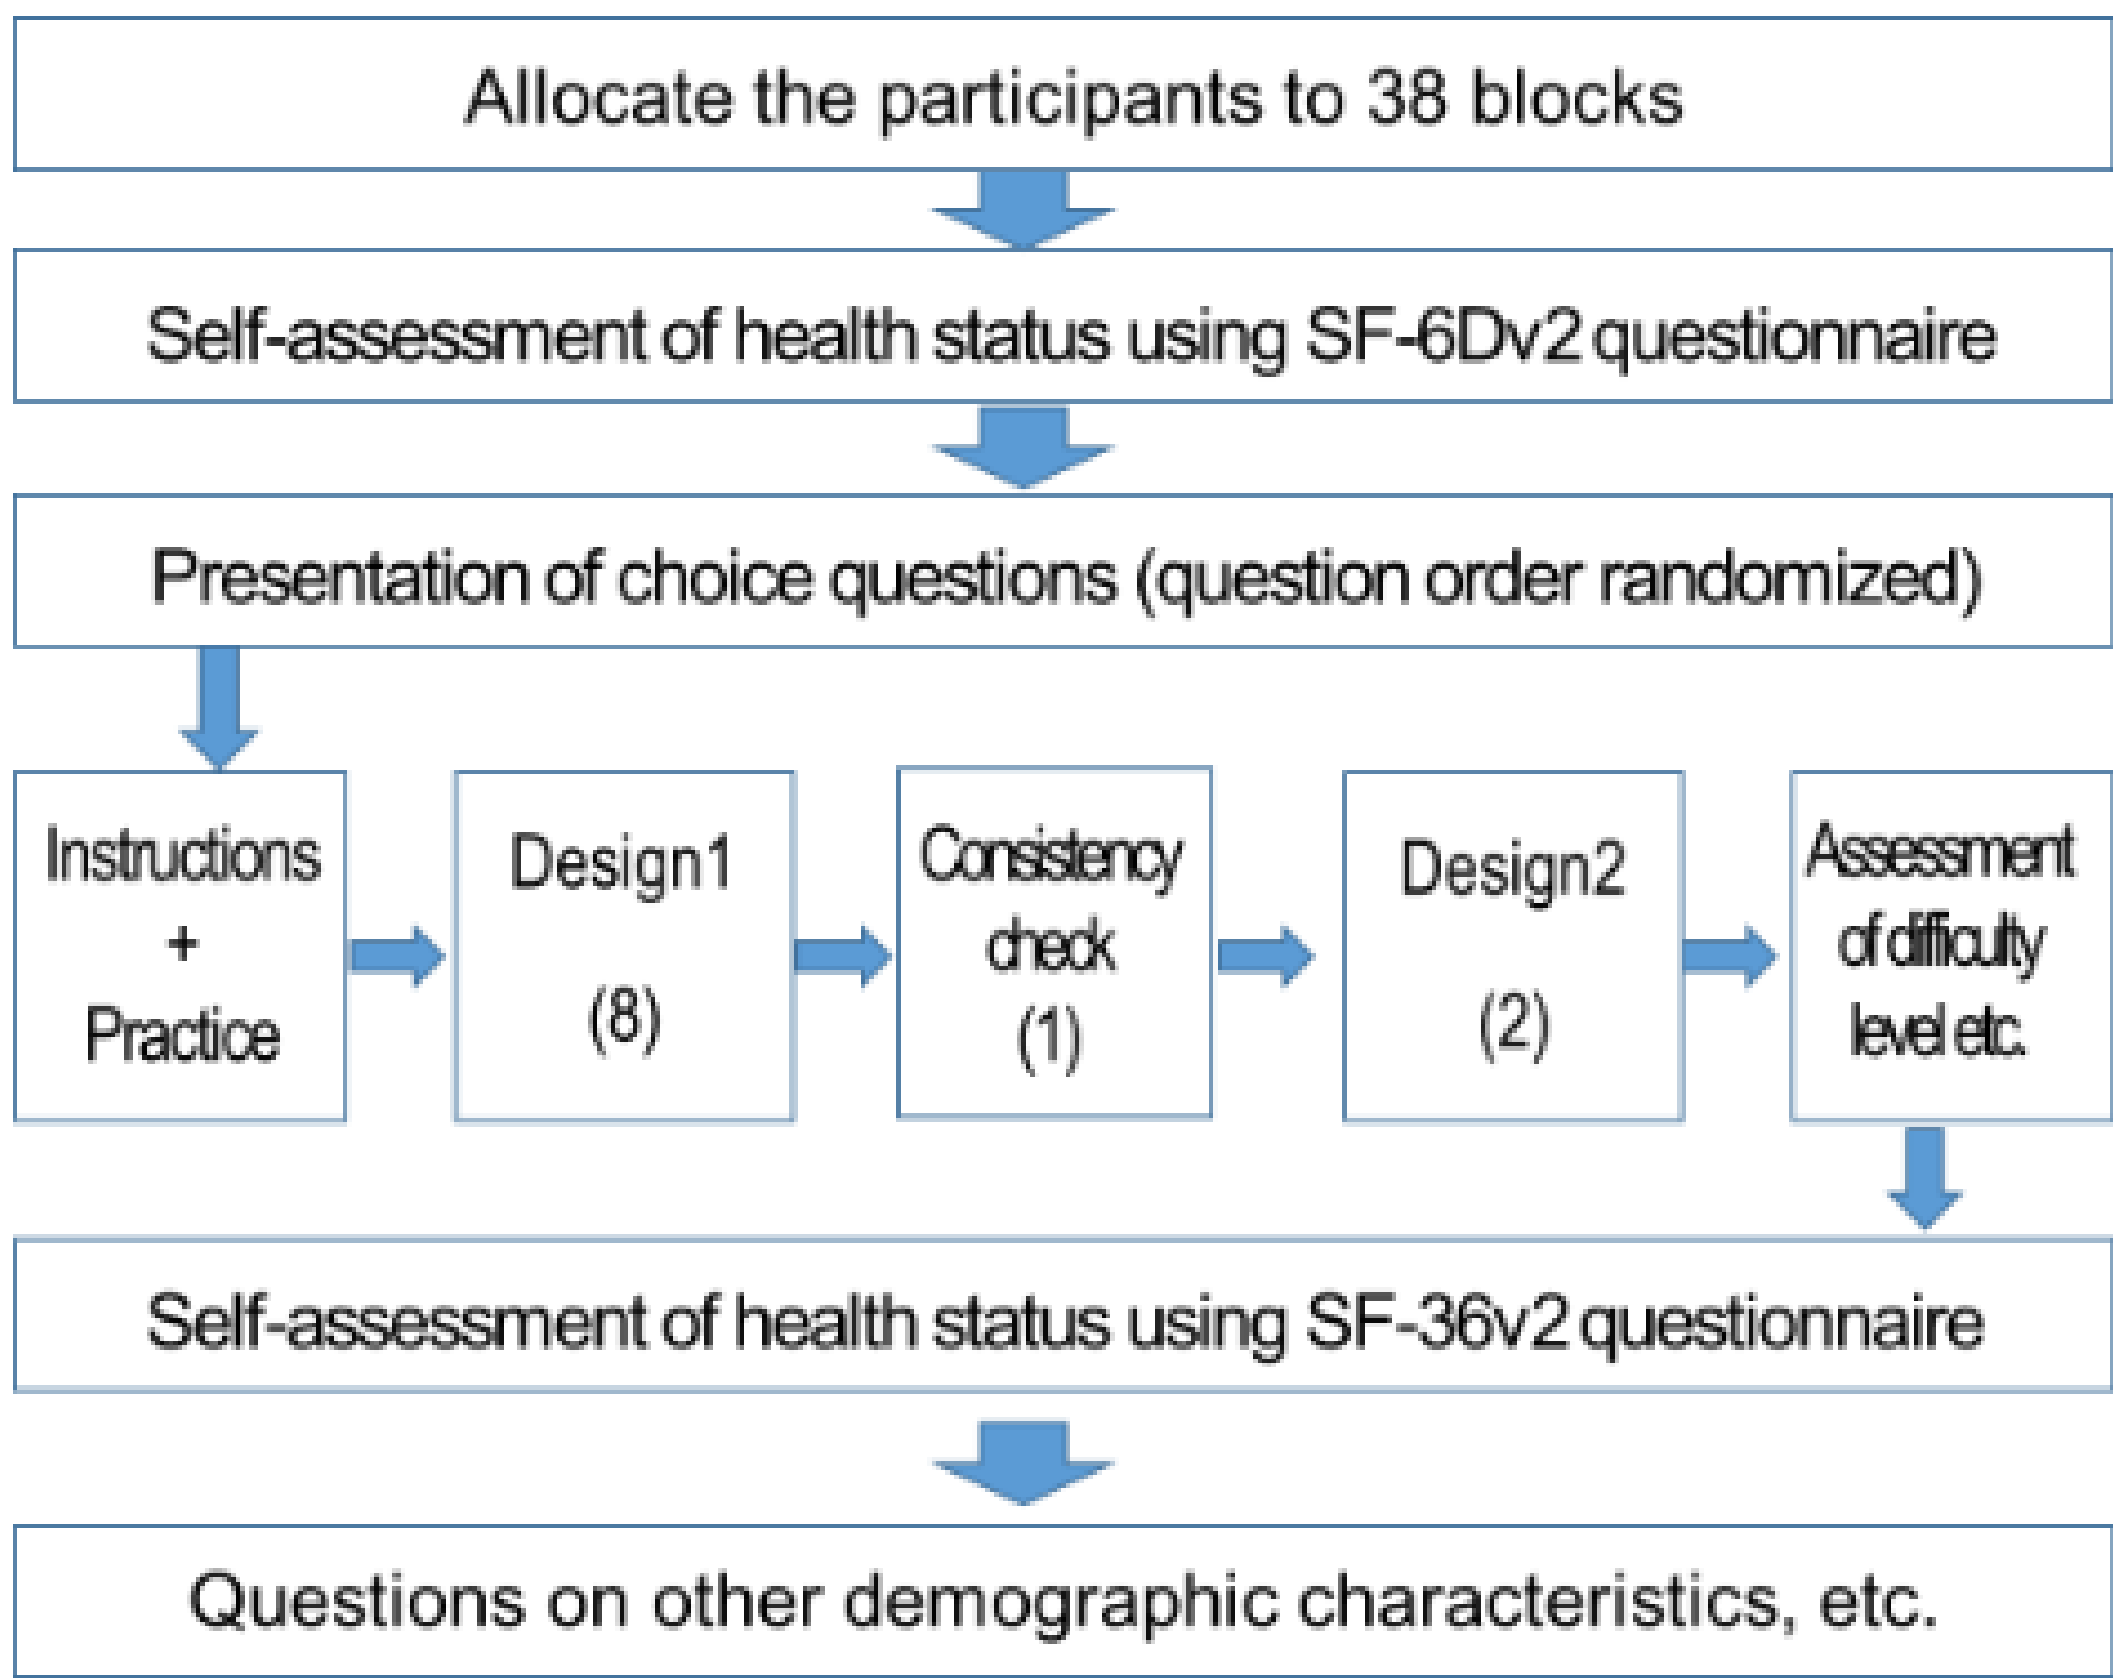 Allocate the participants to 38 blocks
Self-assessment of health status using SF-6Dv2 questionnaire
Presentation of choice questions (question order randomized)
Instructions
+
Practice
Design1
(8)
Consistency
check
(1)
Design2
(2)
Assessment
of difficulty
level etc.
Self-assessment of health status using SF-36v2 questionnaire
Questions on other demographic characteristics, etc.